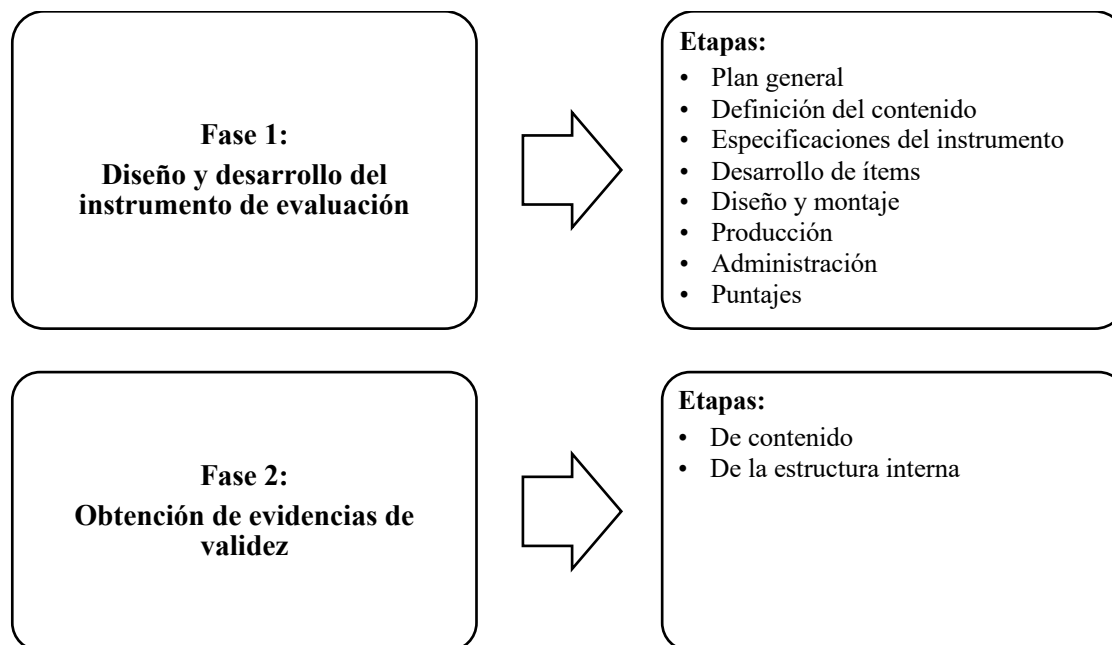 Fase 1:
Diseño y desarrollo del
instrumento de evaluación
Etapas:
• Plan general
• Definición del contenido
• Especificaciones del instrumento
• Desarrollo de ítems
• Diseño y montaje
• Producción
• Administración
• Puntajes
Fase 2:
Obtención de evidencias de
validez
Etapas:
• De contenido
• De la estructura interna